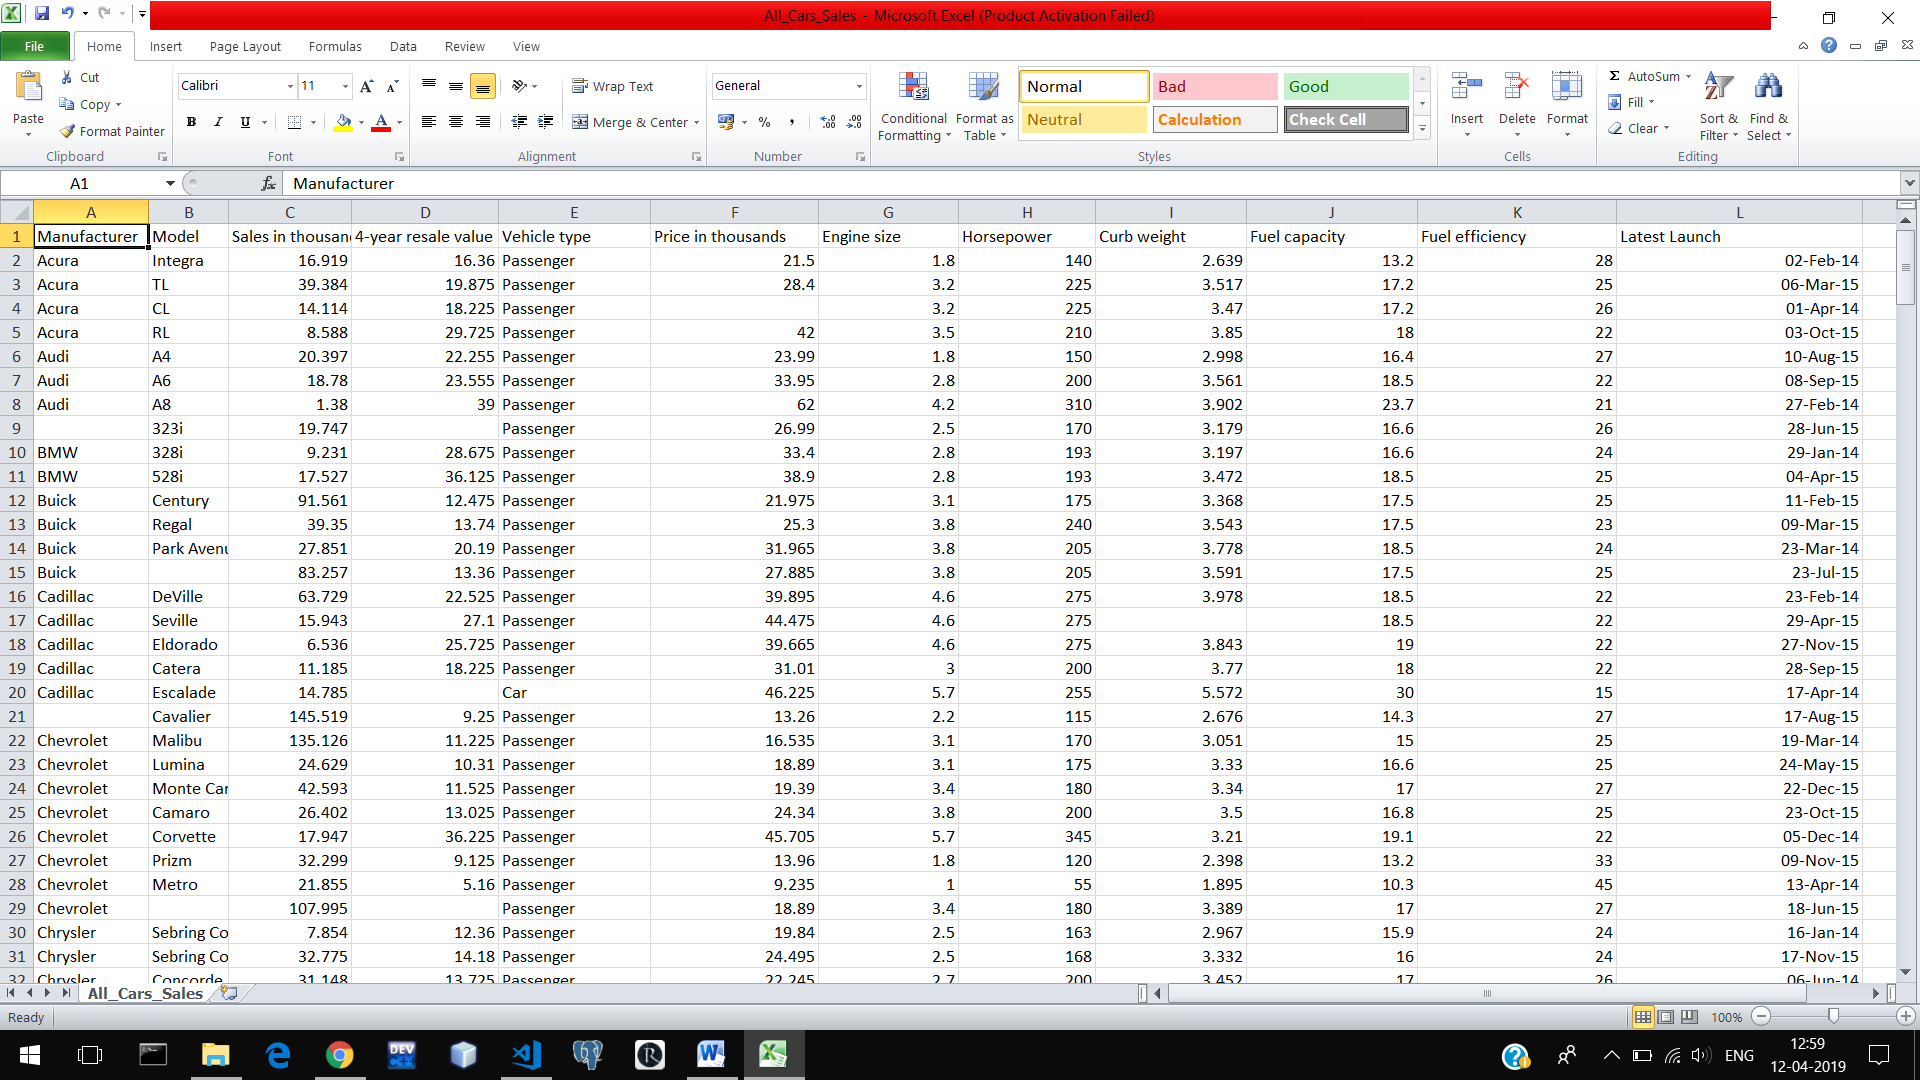 All_Cars_Sales - Microsoft Excel (Product Activation Failed)
File Home Insert Page Layout Formulas Data Review View
Paste Cut Copy Format Painter Clipboard
Calibri 11 B I U A Font
Wrap Text Merge & Center Alignment
General % , Number
Conditional Formatting Format as Table
Normal Bad Good
Neutral Calculation Check Cell
Styles
Insert Delete Format Cells
AutoSum Fill Clear Sort & Filter Find & Select Editing
A1 fx Manufacturer
A B C D E F G H I J K L
1 Manufacturer Model Sales in thousan 4-year resale value Vehicle type Price in thousands Engine size Horsepower Curb weight Fuel capacity Fuel efficiency Latest Launch
2 Acura Integra 16.919 16.36 Passenger 21.5 1.8 140 2.639 13.2 28 02-Feb-14
3 Acura TL 39.384 19.875 Passenger 28.4 3.2 225 3.517 17.2 25 06-Mar-15
4 Acura CL 14.114 18.225 Passenger 3.2 225 3.47 17.2 26 01-Apr-14
5 Acura RL 8.588 29.725 Passenger 42 3.5 210 3.85 18 22 03-Oct-15
6 Audi A4 20.397 22.255 Passenger 23.99 1.8 150 2.998 16.4 27 10-Aug-15
7 Audi A6 18.78 23.555 Passenger 33.95 2.8 200 3.561 18.5 22 08-Sep-15
8 Audi A8 1.38 39 Passenger 62 4.2 310 3.902 23.7 21 27-Feb-14
9 323i 19.747 Passenger 26.99 2.5 170 3.179 16.6 26 28-Jun-15
10 BMW 328i 9.231 28.675 Passenger 33.4 2.8 193 3.197 16.6 24 29-Jan-14
11 BMW 528i 17.527 36.125 Passenger 38.9 2.8 193 3.472 18.5 25 04-Apr-15
12 Buick Century 91.561 12.475 Passenger 21.975 3.1 175 3.368 17.5 25 11-Feb-15
13 Buick Regal 39.35 13.74 Passenger 25.3 3.8 240 3.543 17.5 23 09-Mar-15
14 Buick Park Avenu 27.851 20.19 Passenger 31.965 3.8 205 3.778 18.5 24 23-Mar-14
15 Buick 83.257 13.36 Passenger 27.885 3.8 205 3.591 17.5 25 23-Jul-15
16 Cadillac DeVille 63.729 22.525 Passenger 39.895 4.6 275 3.978 18.5 22 23-Feb-14
17 Cadillac Seville 15.943 27.1 Passenger 44.475 4.6 275 18.5 22 29-Apr-15
18 Cadillac Eldorado 6.536 25.725 Passenger 39.665 4.6 275 3.843 19 22 27-Nov-15
19 Cadillac Catera 11.185 18.225 Passenger 31.01 3 200 3.77 18 22 28-Sep-15
20 Cadillac Escalade 14.785 Car 46.225 5.7 255 5.572 30 15 17-Apr-14
21 Cavalier 145.519 9.25 Passenger 13.26 2.2 115 2.676 14.3 27 17-Aug-15
22 Chevrolet Malibu 135.126 11.225 Passenger 16.535 3.1 170 3.051 15 25 19-Mar-14
23 Chevrolet Lumina 24.629 10.31 Passenger 18.89 3.1 175 3.33 16.6 25 24-May-15
24 Chevrolet Monte Car 42.593 11.525 Passenger 19.39 3.4 180 3.34 17 27 22-Dec-15
25 Chevrolet Camaro 26.402 13.025 Passenger 24.34 3.8 200 3.5 16.8 25 23-Oct-15
26 Chevrolet Corvette 17.947 36.225 Passenger 45.705 5.7 345 3.21 19.1 22 05-Dec-14
27 Chevrolet Prizm 32.299 9.125 Passenger 13.96 1.8 120 2.398 13.2 33 09-Nov-15
28 Chevrolet Metro 21.855 5.16 Passenger 9.235 1 55 1.895 10.3 45 13-Apr-14
29 Chevrolet 107.995 Passenger 18.89 3.4 180 3.389 17 27 18-Jun-15
30 Chrysler Sebring Co 7.854 12.36 Passenger 19.84 2.5 163 2.967 15.9 24 16-Jan-14
31 Chrysler Sebring Co 32.775 14.18 Passenger 24.495 2.5 168 3.332 16 24 17-Nov-15
32 Chrysler Concorde 31.148 13.725 Passenger 22.245 2.7 200 3.452 17 26 06-Jun-14
All_Cars_Sales
Ready 100%
DEV C++ R W ENG 12:59
12-04-2019